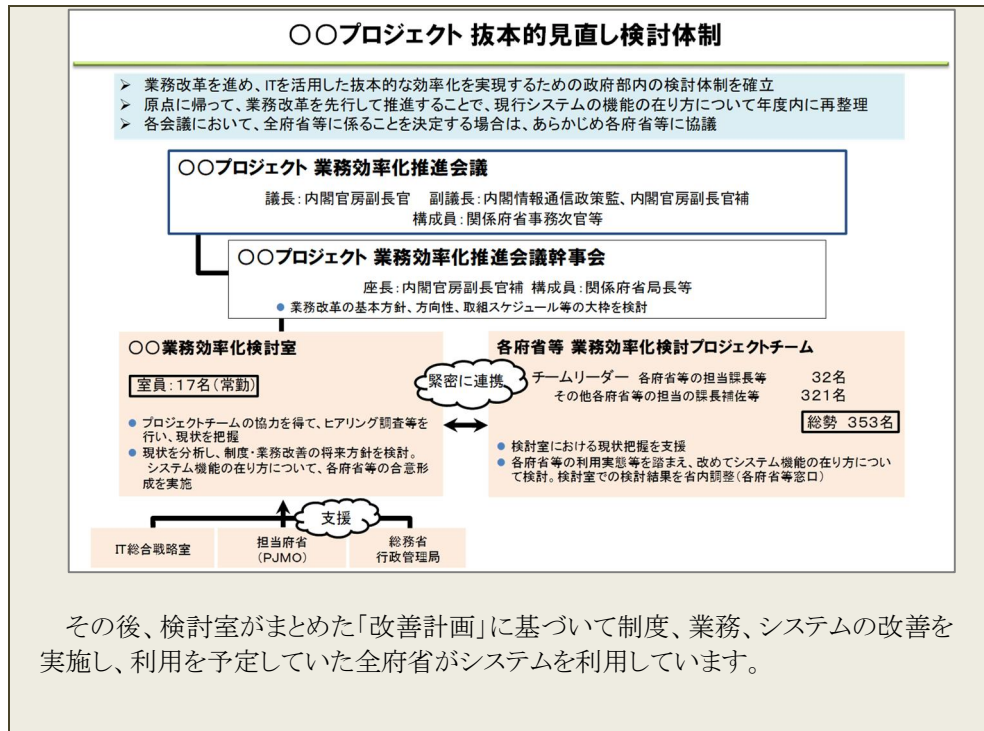 〇〇プロジェクト 抜本的見直し検討体制
➢ 業務改革を進め、ITを活用した抜本的な効率化を実現するための政府部内の検討体制を確立
➢ 原点に帰って、業務改革を先行して推進することで、現行システムの機能の在り方について年度内に再整理
➢ 各会議において、全府省等に係ることを決定する場合は、あらかじめ各府省等に協議
〇〇プロジェクト 業務効率化推進会議
議長:内閣官房副長官 副議長:内閣情報通信政策監、内閣官房副長官補
構成員:関係府省事務次官等
〇〇プロジェクト 業務効率化推進会議幹事会
座長:内閣官房副長官補 構成員:関係府省局長等
● 業務改革の基本方針、方向性、取組スケジュール等の大枠を検討
〇〇業務効率化検討室
室員:17名(常勤)
● プロジェクトチームの協力を得て、ヒアリング調査等を
行い、現状を把握
● 現状を分析し、制度・業務改善の将来方針を検討。
システム機能の在り方について、各府省等の合意形
成を実施
緊密に連携
各府省等 業務効率化検討プロジェクトチーム
チームリーダー 各府省等の担当課長等 32名
その他各府省等の担当の課長補佐等 321名
総勢 353名
● 検討室における現状把握を支援
● 各府省等の利用実態等を踏まえ、改めてシステム機能の在り方につい
て検討。検討室での検討結果を省内調整(各府省等窓口)
支援
IT総合戦略室
担当府省
(PJMO)
総務省
行政管理局
その後、検討室がまとめた「改善計画」に基づいて制度、業務、システムの改善を
実施し、利用を予定していた全府省がシステムを利用しています。